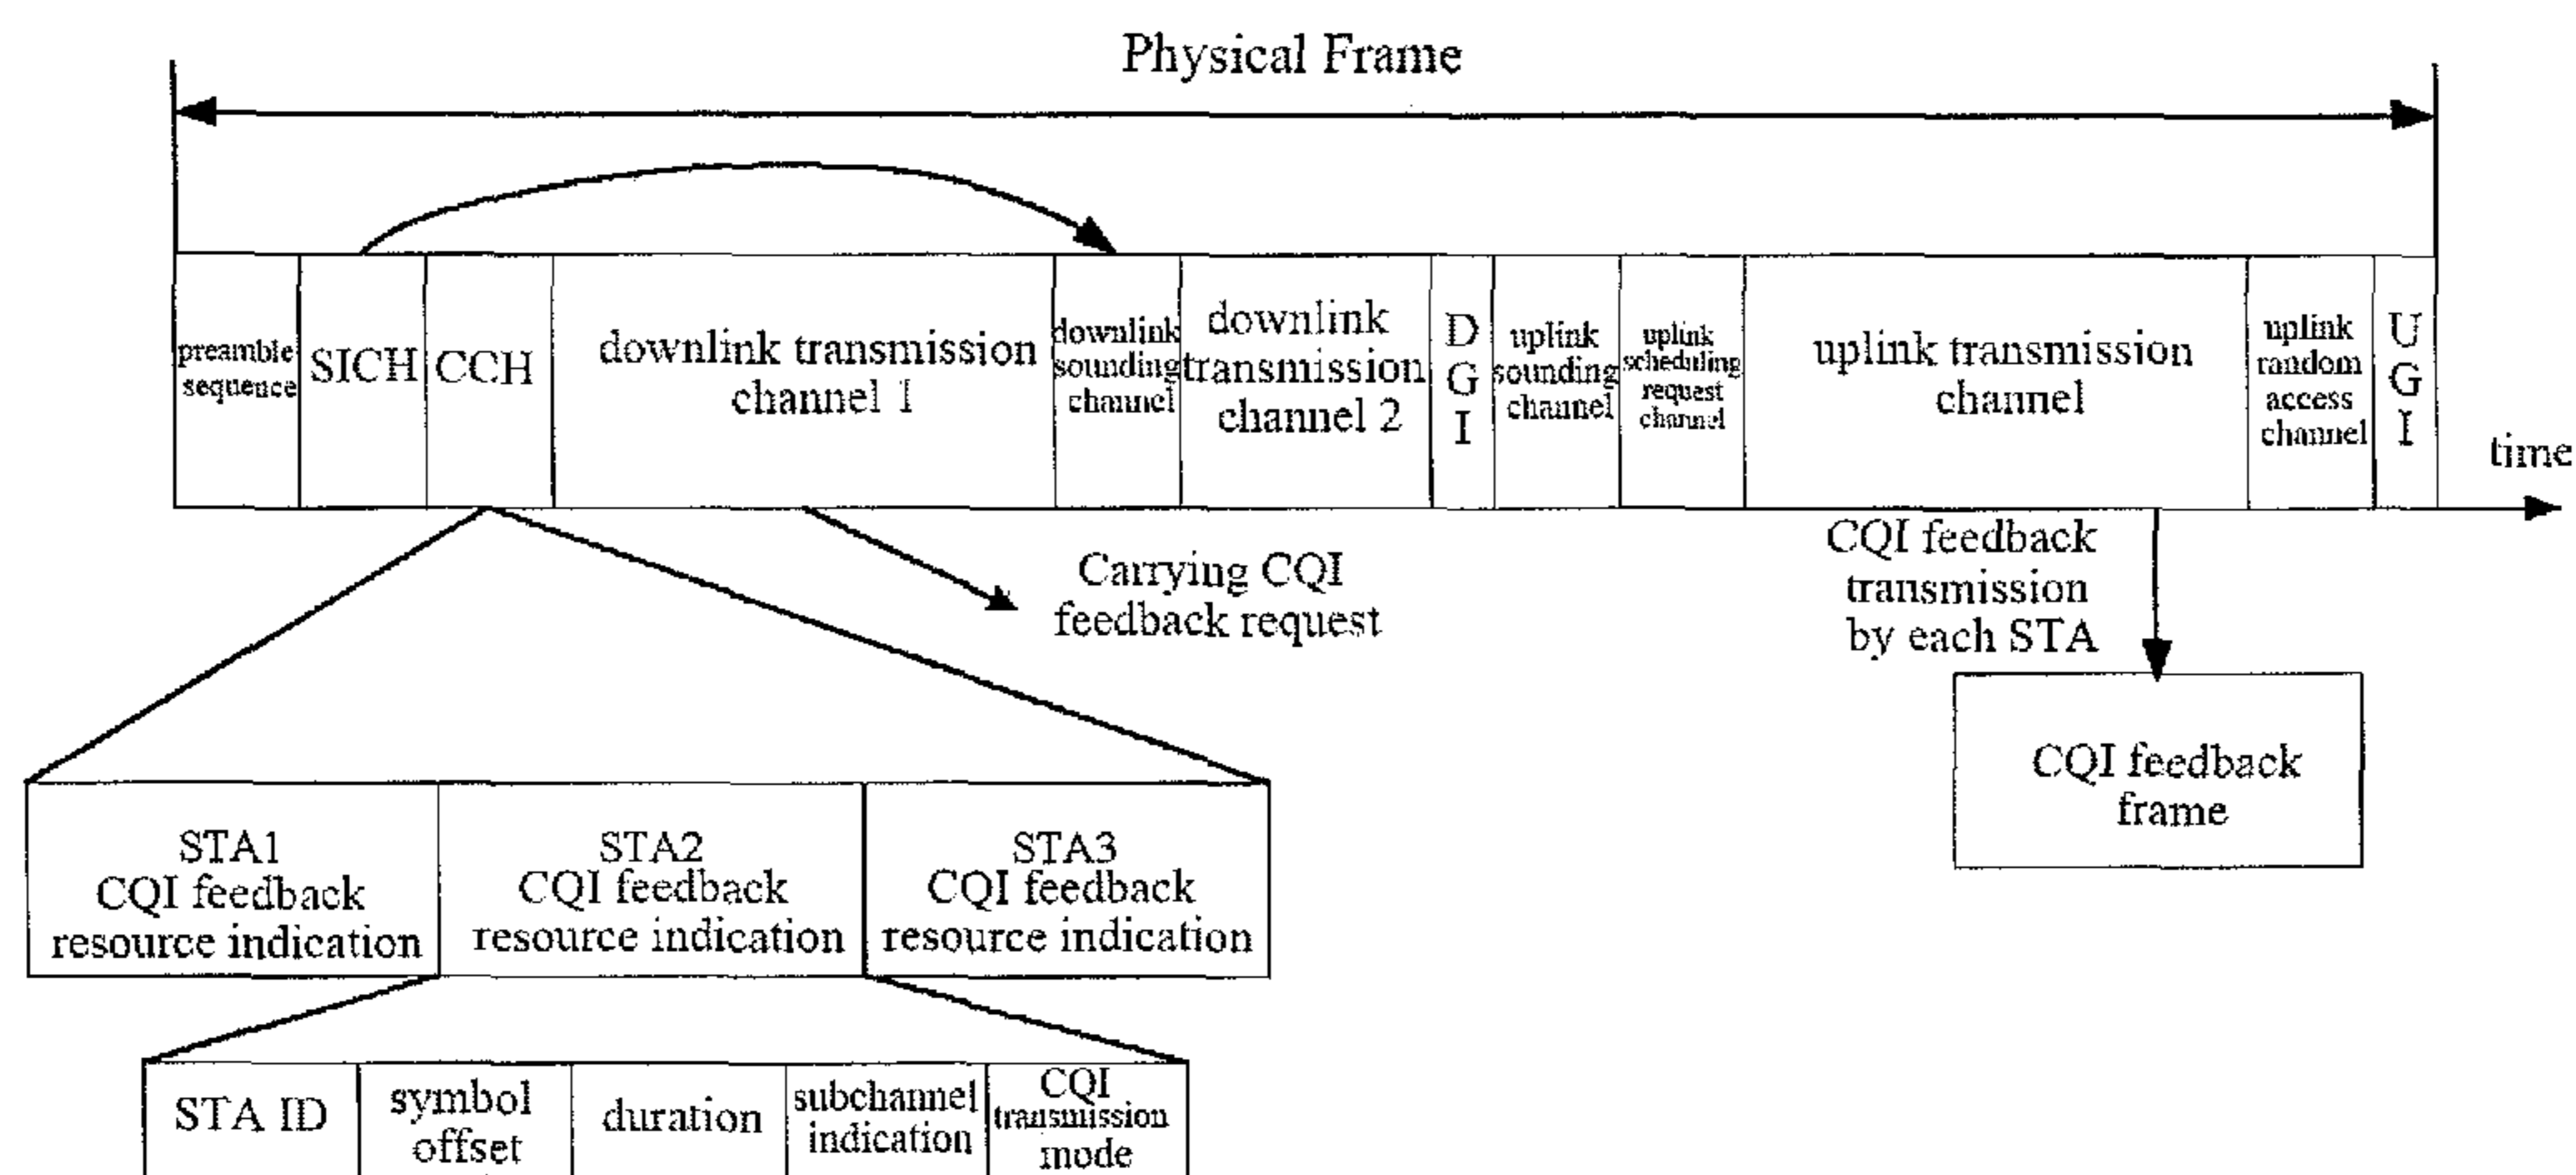 Physical Frame
preamble
sequence
SICH
CCH
downlink transmission
channel 1
downlink
sounding
channel
downlink
transmission
channel 2
D
G
I
uplink
sounding
channel
uplink
scheduling
request
channel
uplink transmission
channel
uplink
random
access
channel
U
G
I
time
Carrying CQI
feedback request
CQI feedback
transmission
by each STA
CQI feedback
frame
STA1
CQI feedback
resource indication
STA2
CQI feedback
resource indication
STA3
CQI feedback
resource indication
STA ID
symbol
offset
duration
subchannel
indication
CQI
transmission
mode